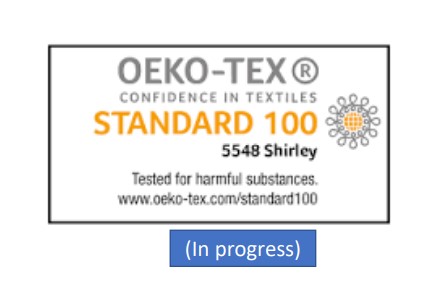 OEKO-TEX®
CONFIDENCE IN TEXTILES
STANDARD 100
5548 Shirley
Tested for harmful substances.
www.oeko-tex.com/standard100
(In progress)